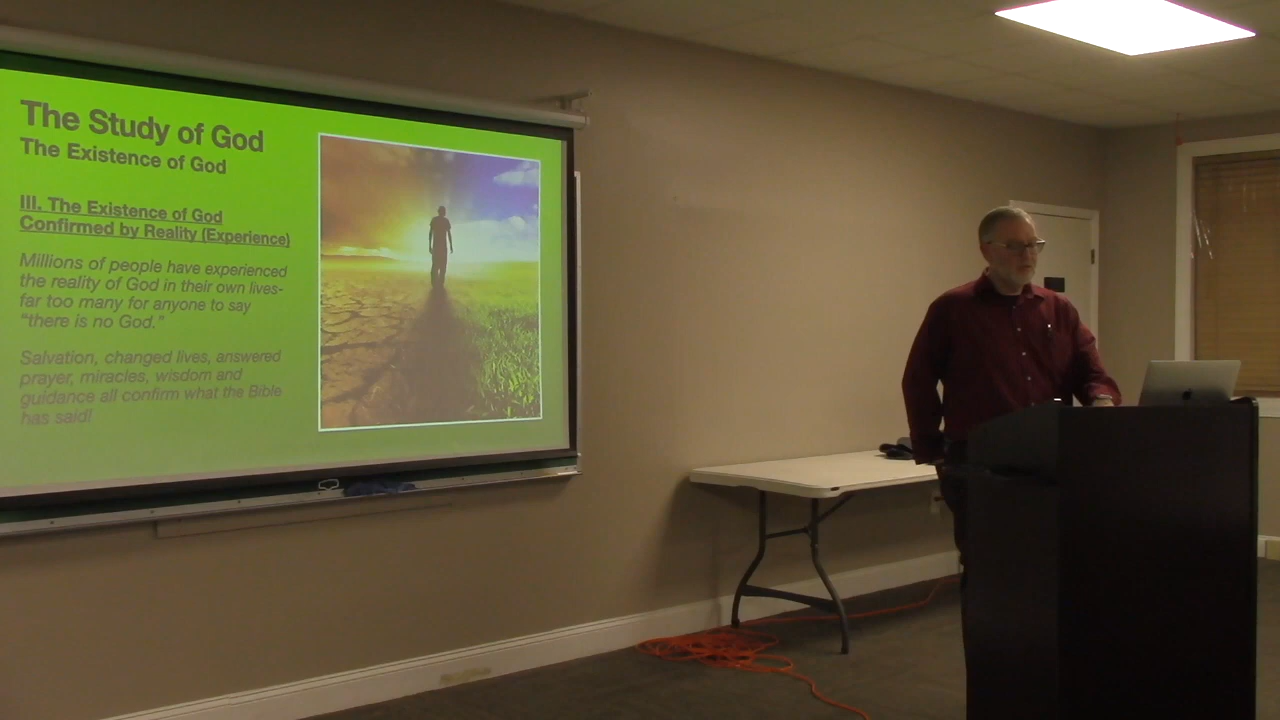 The Study of God
The Existence of God
III. The Existence of God
Confirmed by Reality (Experience)
Millions of people have experienced
the reality of God in their own lives-
far too many for anyone to say
“there is no God.”
Salvation, changed lives, answered
prayer, miracles, wisdom and
guidance all confirm what the Bible
has said!